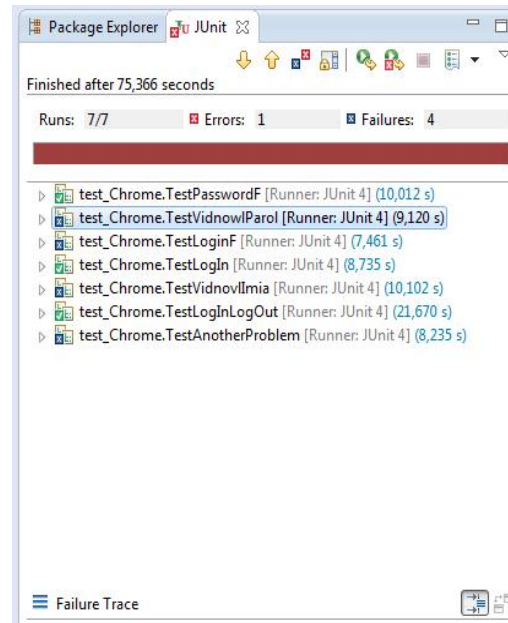 Package Explorer JUnit
Finished after 75,366 seconds
Runs: 7/7 Errors: 1 Failures: 4
test_Chrome.TestPasswordF [Runner: JUnit 4] (10,012 s)
test_Chrome.TestVidnowlParol [Runner: JUnit 4] (9,120 s)
test_Chrome.TestLoginF [Runner: JUnit 4] (7,461 s)
test_Chrome.TestLogIn [Runner: JUnit 4] (8,735 s)
test_Chrome.TestVidnovlImia [Runner: JUnit 4] (10,102 s)
test_Chrome.TestLogInLogOut [Runner: JUnit 4] (21,670 s)
test_Chrome.TestAnotherProblem [Runner: JUnit 4] (8,235 s)
Failure Trace